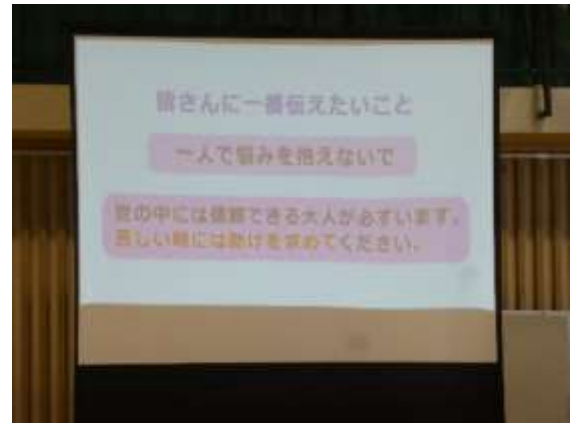 皆さんに一番伝えたいこと
一人で悩みを抱えないで
世の中には信頼できる大人が必ずいます。
苦しい時には助けを求めてください。